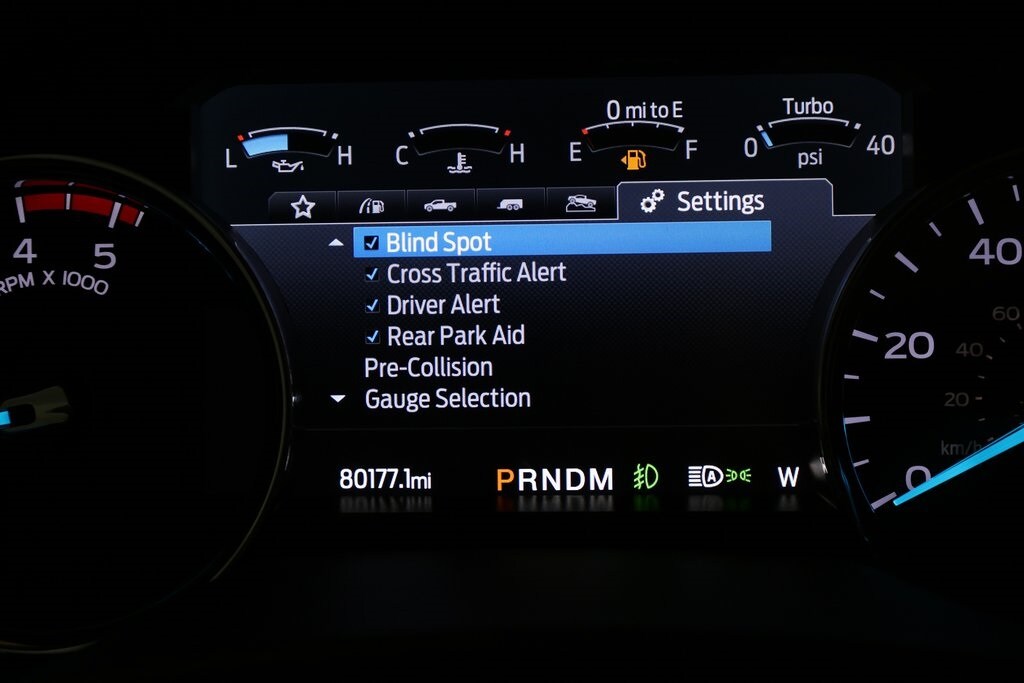 0 mi to E
Turbo
L H
C H
E F
0 40
psi
Settings
Blind Spot
Cross Traffic Alert
Driver Alert
Rear Park Aid
Pre-Collision
Gauge Selection
4 5
RPM X 1000
40
20
0
60
40
20
km/h
80177.1mi
PRNDM
A
W